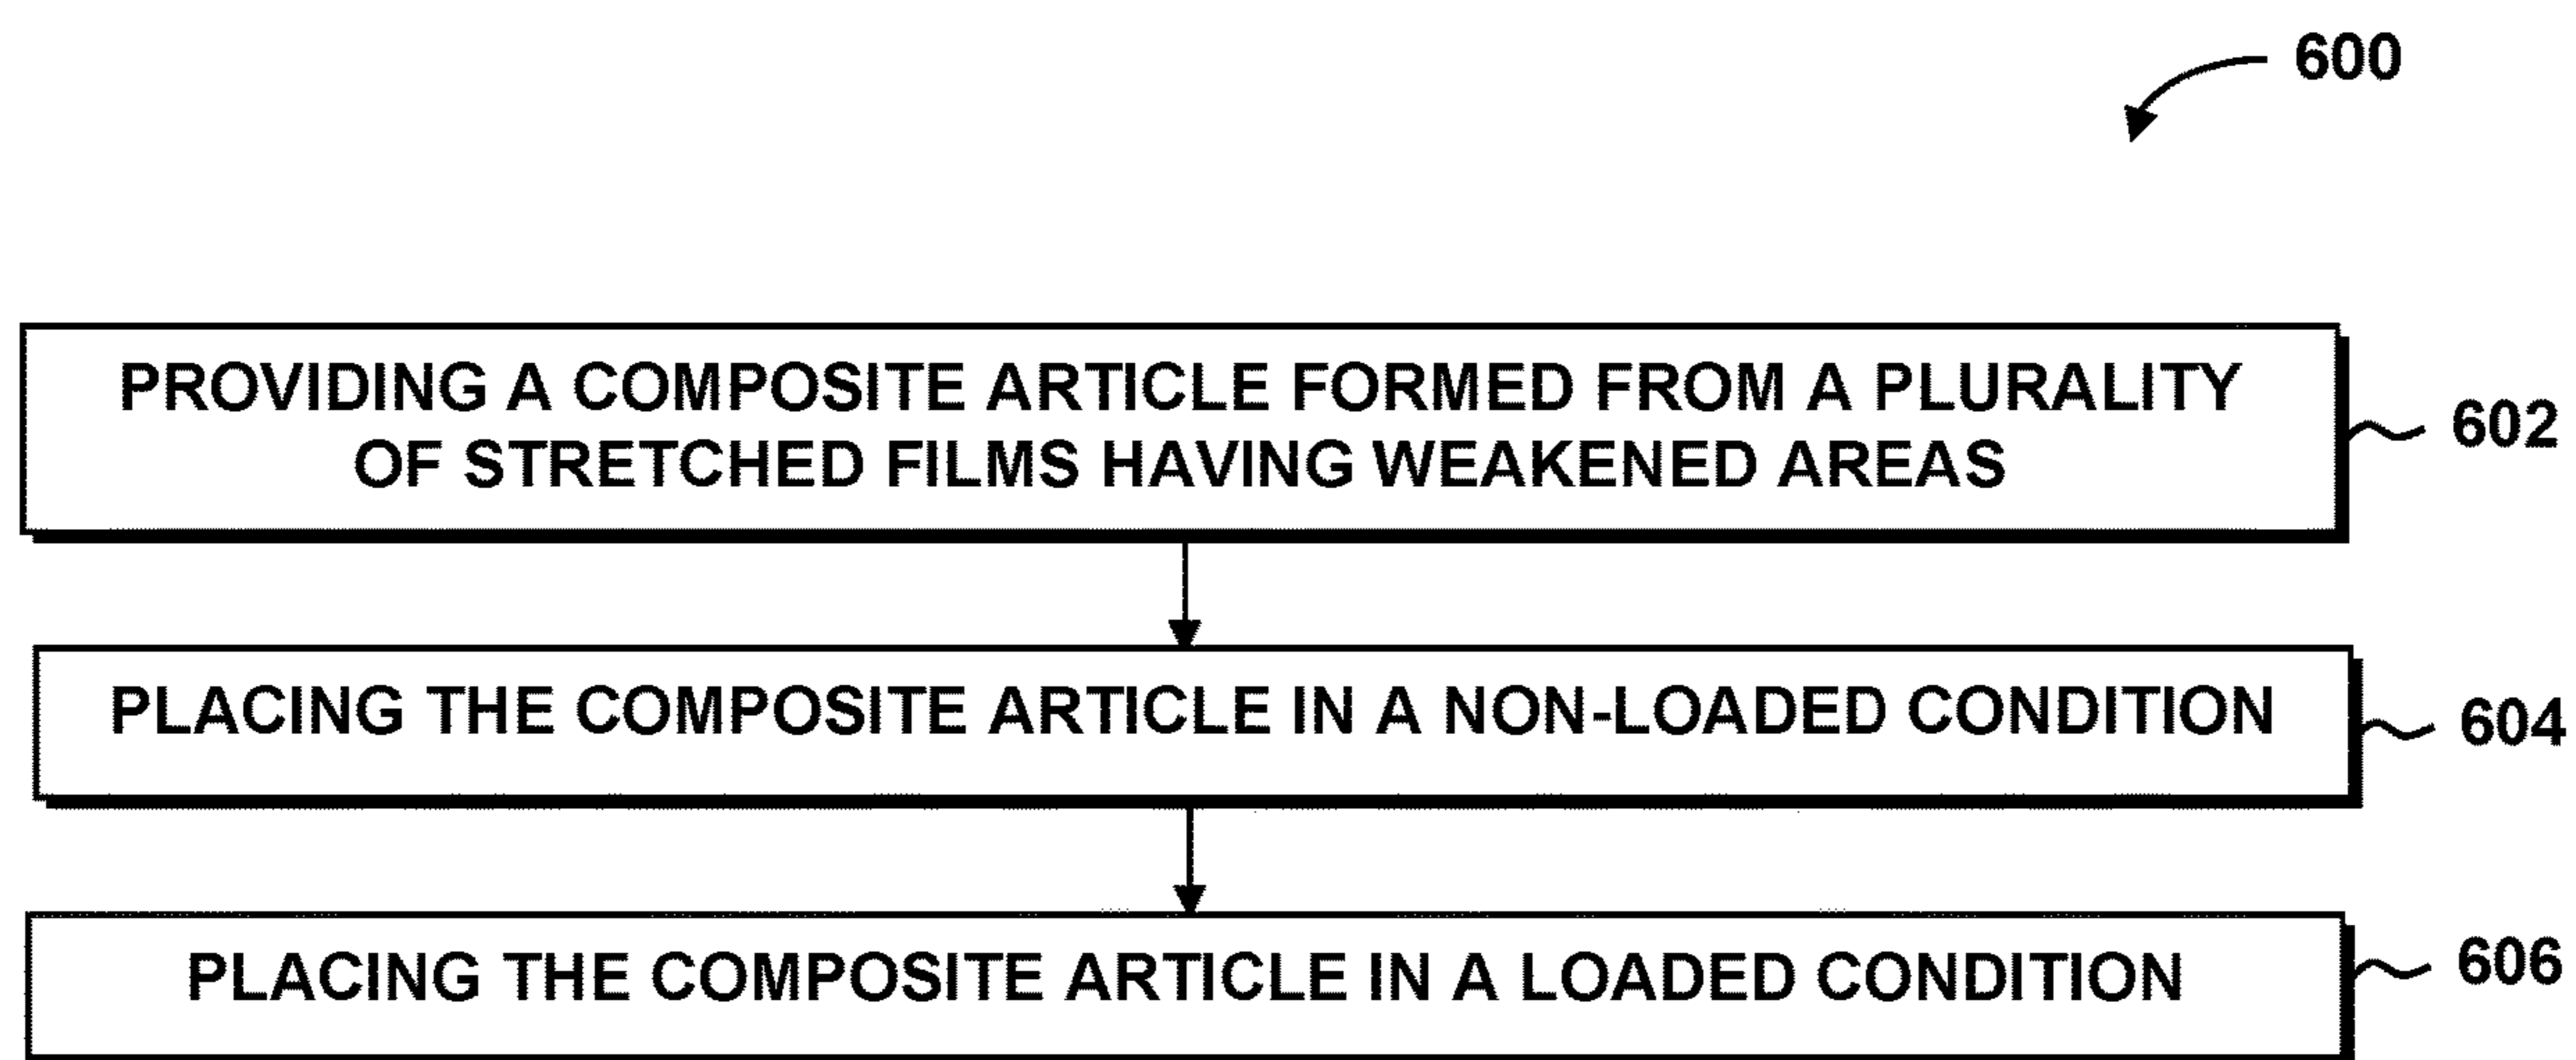 600
PROVIDING A COMPOSITE ARTICLE FORMED FROM A PLURALITY
OF STRETCHED FILMS HAVING WEAKENED AREAS
602
PLACING THE COMPOSITE ARTICLE IN A NON-LOADED CONDITION
604
PLACING THE COMPOSITE ARTICLE IN A LOADED CONDITION
606